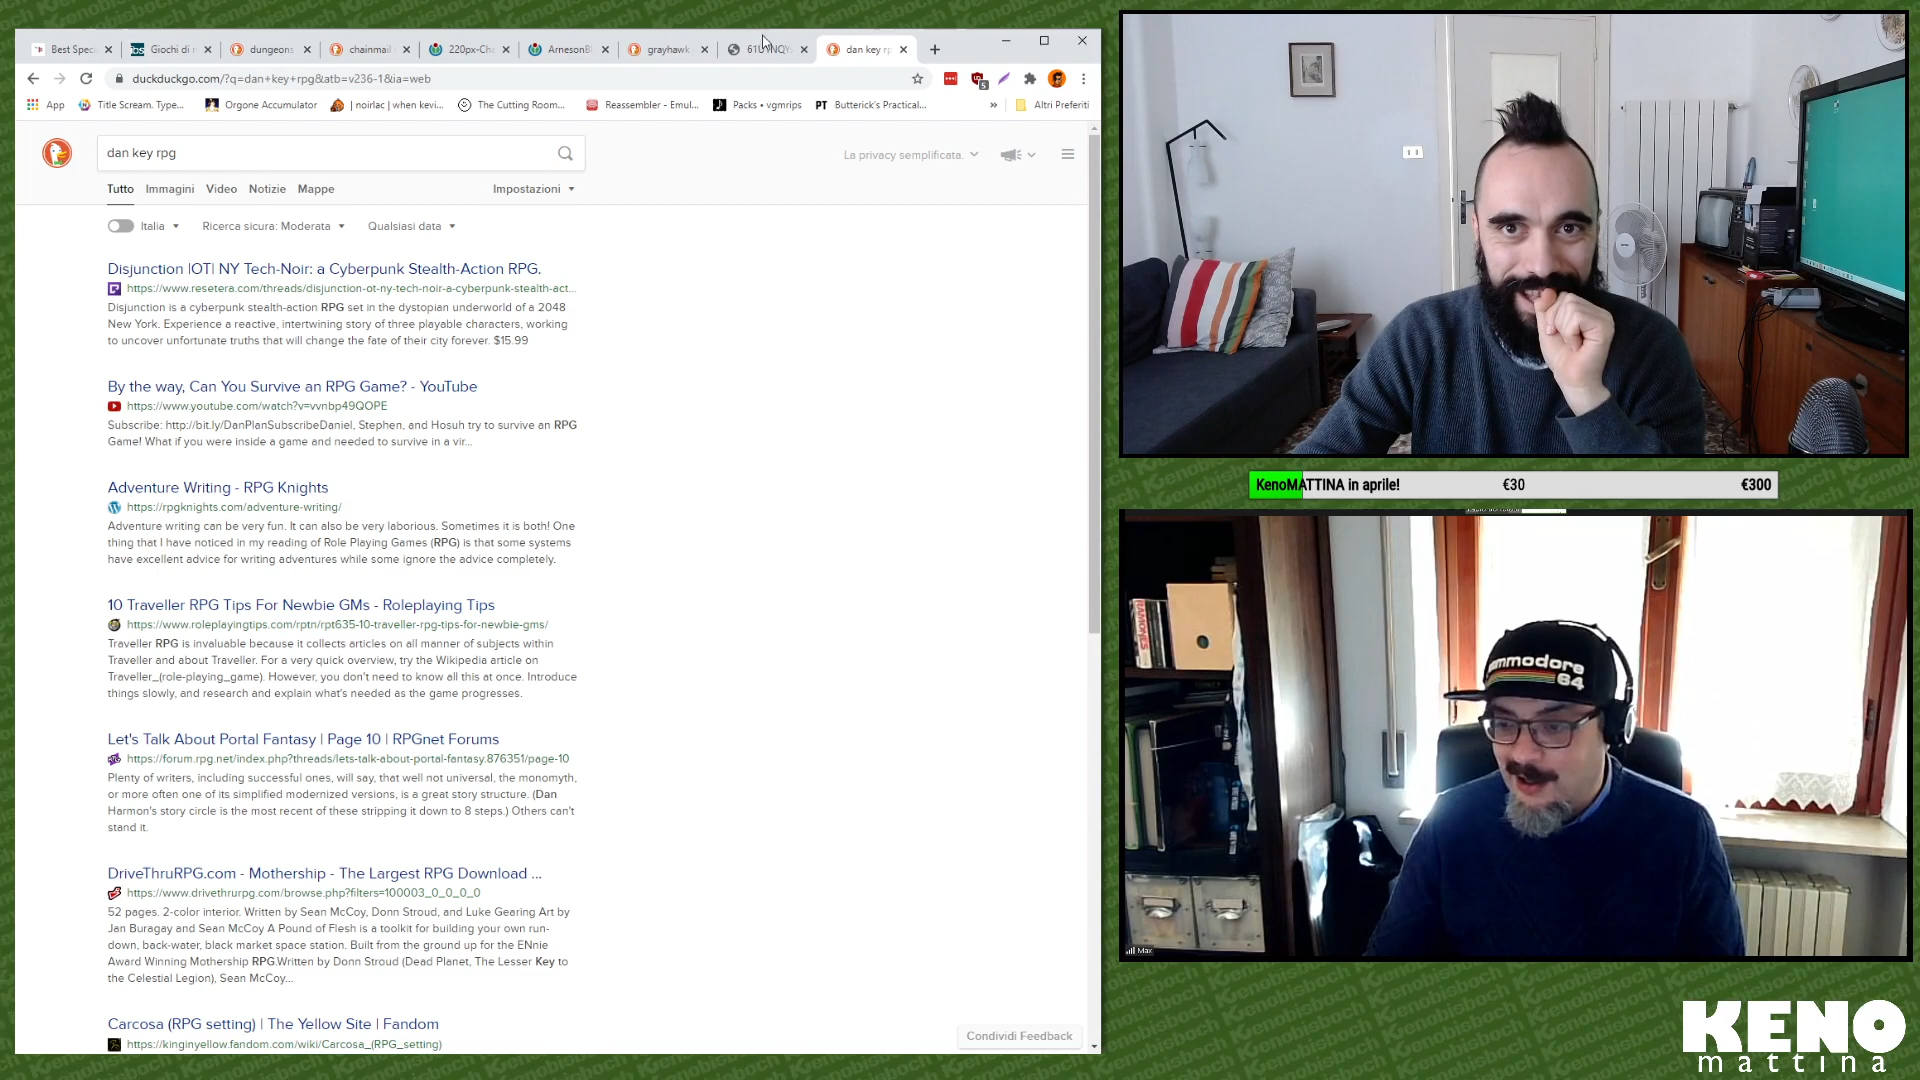 Best Spec
Giochi di r
dungeons
chainmail
220px-Cha
ArnesonBl
grayhawk
dan key rp
duckduckgo.com/?q=dan+key+rpg&atb=v236-1&ia=web
5
App
Title Scream. Type...
Orgone Accumulator
| noirlac | when kevi...
The Cutting Room...
Reassembler - Emul...
Packs • vgmrips
PT Butterick's Practical...
»
Altri Preferiti
dan key rpg
La privacy semplificata.
Tutto
Immagini
Video
Notizie
Mappe
Impostazioni
Italia
Ricerca sicura: Moderata
Qualsiasi data
Disjunction |OT| NY Tech-Noir: a Cyberpunk Stealth-Action RPG.
https://www.resetera.com/threads/disjunction-ot-ny-tech-noir-a-cyberpunk-stealth-act...
Disjunction is a cyberpunk stealth-action RPG set in the dystopian underworld of a 2048
New York. Experience a reactive, intertwining story of three playable characters, working
to uncover unfortunate truths that will change the fate of their city forever. $15.99
By the way, Can You Survive an RPG Game? - YouTube
https://www.youtube.com/watch?v=vvnbp49QOPE
Subscribe: http://bit.ly/DanPlanSubscribeDaniel, Stephen, and Hosuh try to survive an RPG
Game! What if you were inside a game and needed to survive in a vir...
Adventure Writing - RPG Knights
https://rpgknights.com/adventure-writing/
Adventure writing can be very fun. It can also be very laborious. Sometimes it is both! One
thing that I have noticed in my reading of Role Playing Games (RPG) is that some systems
have excellent advice for writing adventures while some ignore the advice completely.
10 Traveller RPG Tips For Newbie GMs - Roleplaying Tips
https://www.roleplayingtips.com/rptn/rpt635-10-traveller-rpg-tips-for-newbie-gms/
Traveller RPG is invaluable because it collects articles on all manner of subjects within
Traveller and about Traveller. For a very quick overview, try the Wikipedia article on
Traveller_(role-playing_game). However, you don't need to know all this at once. Introduce
things slowly, and research and explain what's needed as the game progresses.
Let's Talk About Portal Fantasy | Page 10 | RPGnet Forums
https://forum.rpg.net/index.php?threads/lets-talk-about-portal-fantasy.876351/page-10
Plenty of writers, including successful ones, will say, that well not universal, the monomyth,
or more often one of its simplified modernized versions, is a great story structure. (Dan
Harmon's story circle is the most recent of these stripping it down to 8 steps.) Others can't
stand it.
DriveThruRPG.com - Mothership - The Largest RPG Download ...
https://www.drivethrurpg.com/browse.php?filters=100003_0_0_0_0
52 pages. 2-color interior. Written by Sean McCoy, Donn Stroud, and Luke Gearing Art by
Jan Buragay and Sean McCoy A Pound of Flesh is a toolkit for building your own run-
down, back-water, black market space station. Built from the ground up for the ENnie
Award Winning Mothership RPG.Written by Donn Stroud (Dead Planet, The Lesser Key to
the Celestial Legion), Sean McCoy...
Carcosa (RPG setting) | The Yellow Site | Fandom
https://kinginyellow.fandom.com/wiki/Carcosa_(RPG_setting)
Condividi Feedback
KenoMATTINA in aprile!
€30
€300
RAMONES
commodore
64
Max
KENO
mattina